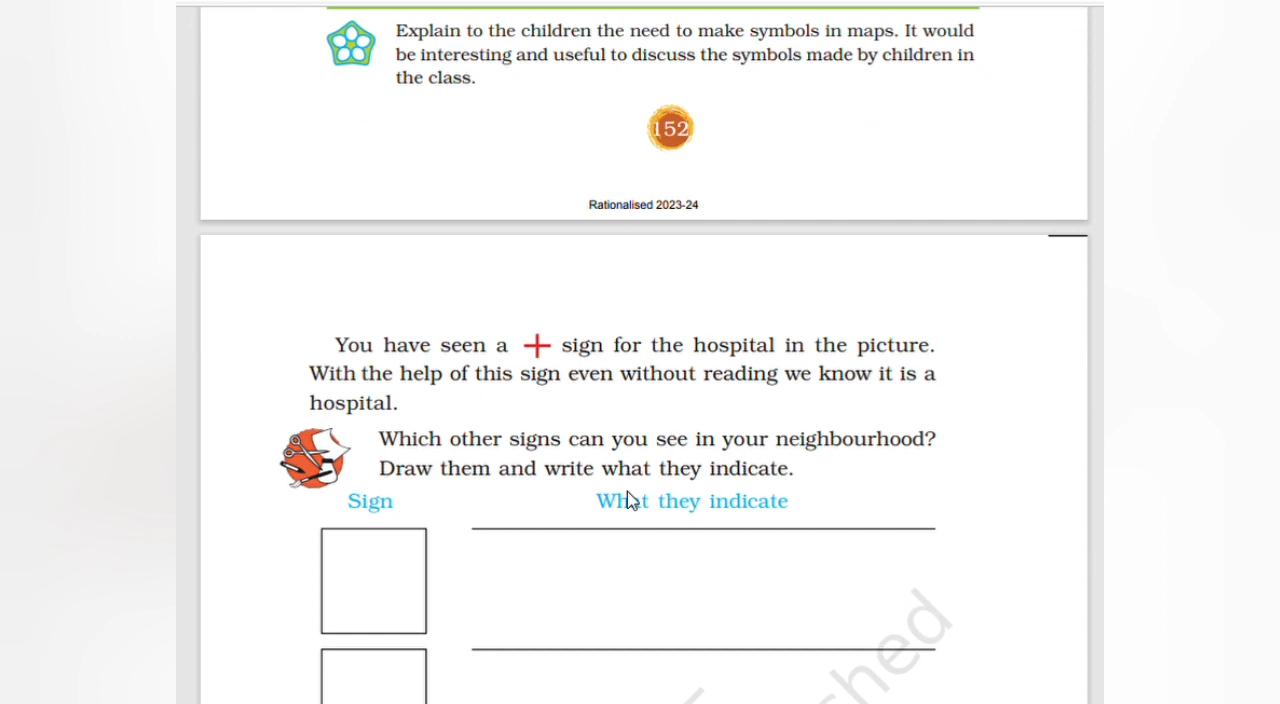 Explain to the children the need to make symbols in maps. It would
be interesting and useful to discuss the symbols made by children in
the class.
152
Rationalised 2023-24
You have seen a + sign for the hospital in the picture.
With the help of this sign even without reading we know it is a
hospital.
Which other signs can you see in your neighbourhood?
Draw them and write what they indicate.
Sign What they indicate